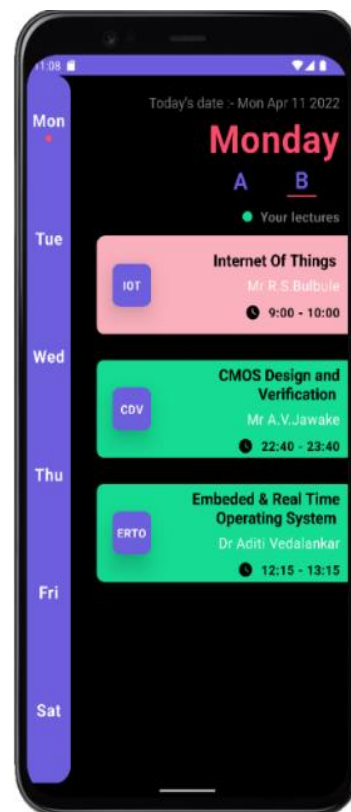 11:08
Today's date :- Mon Apr 11 2022
Monday
A B
Your lectures
Mon
Tue
Wed
Thu
Fri
Sat
IOT
Internet Of Things
Mr R.S.Bulbule
9:00 - 10:00
CDV
CMOS Design and
Verification
Mr A.V.Jawake
22:40 - 23:40
ERTO
Embeded & Real Time
Operating System
Dr Aditi Vedalankar
12:15 - 13:15